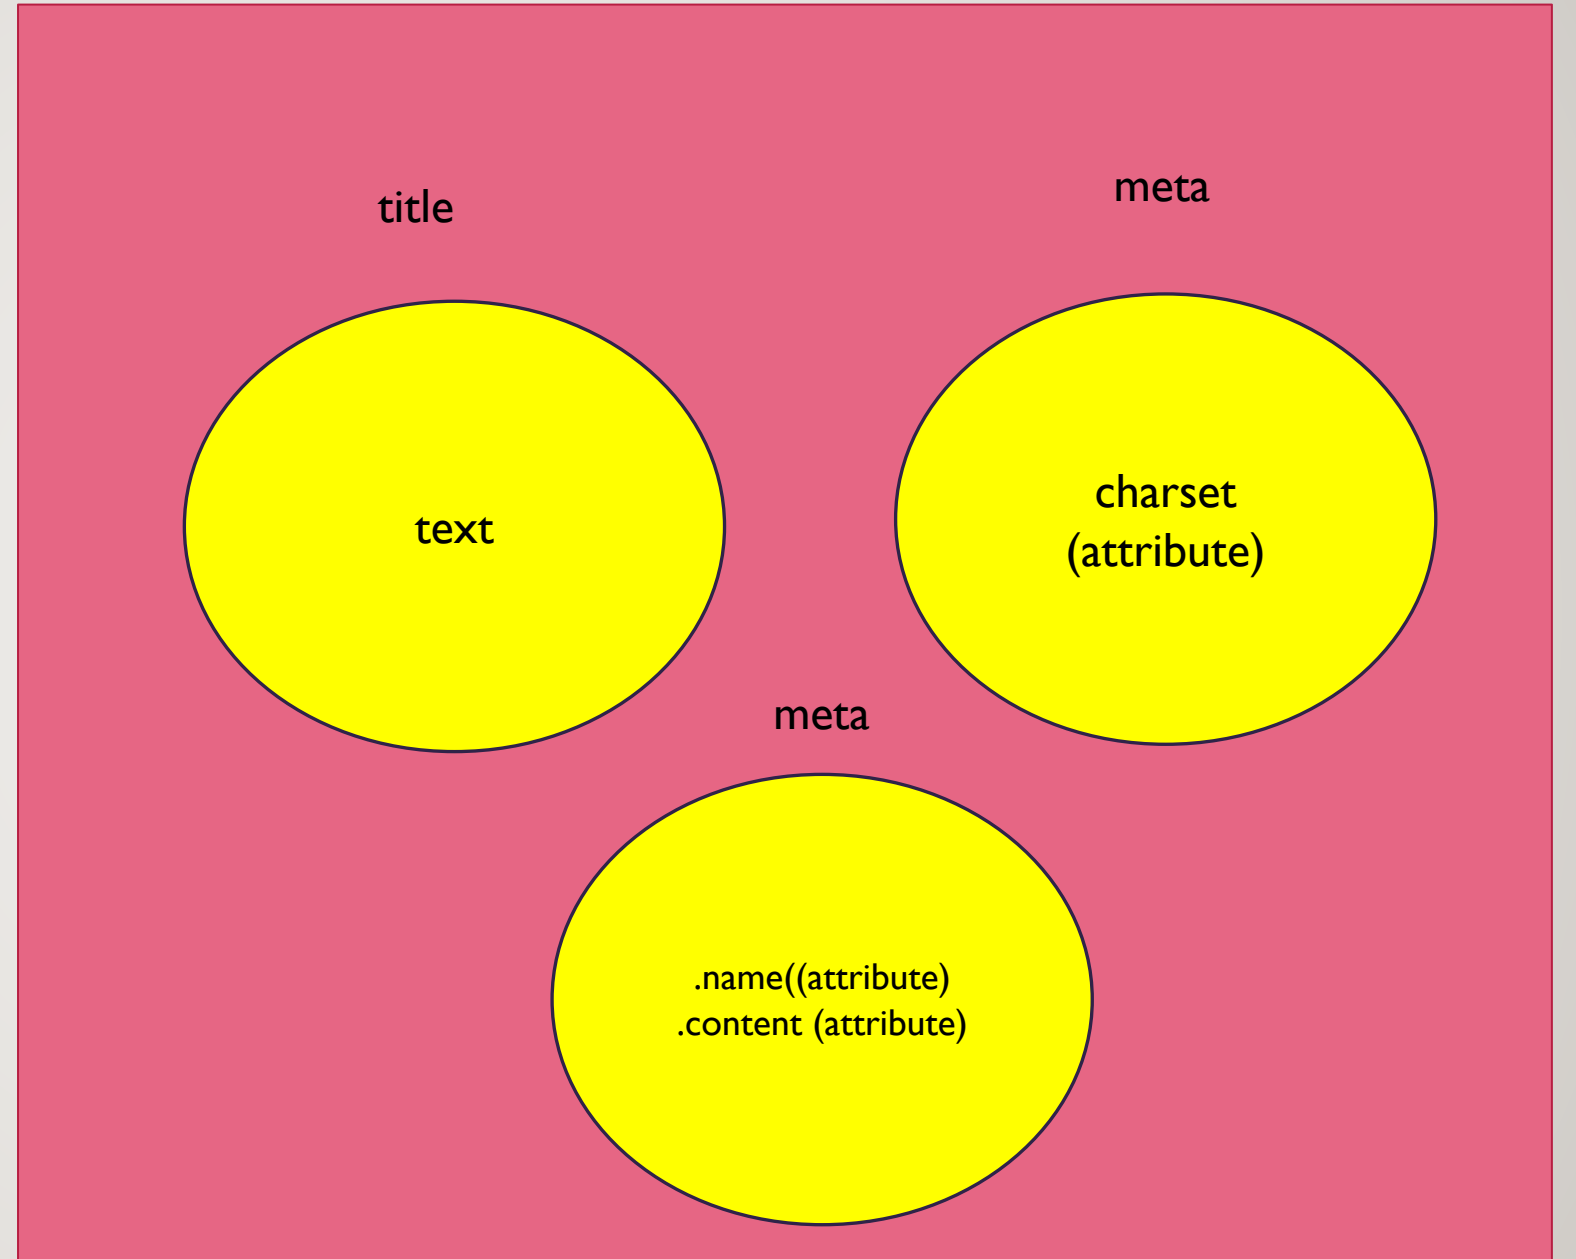 title
meta
text
charset
(attribute)
meta
.name((attribute)
.content (attribute)